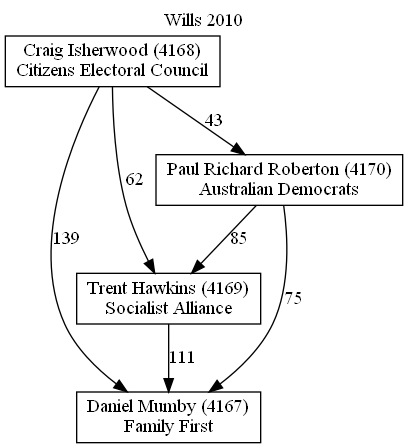 Wills 2010
Craig Isherwood (4168)
Citizens Electoral Council
43
62
Paul Richard Roberton (4170)
Australian Democrats
139
85
Trent Hawkins (4169)
Socialist Alliance
75
111
Daniel Mumby (4167)
Family First